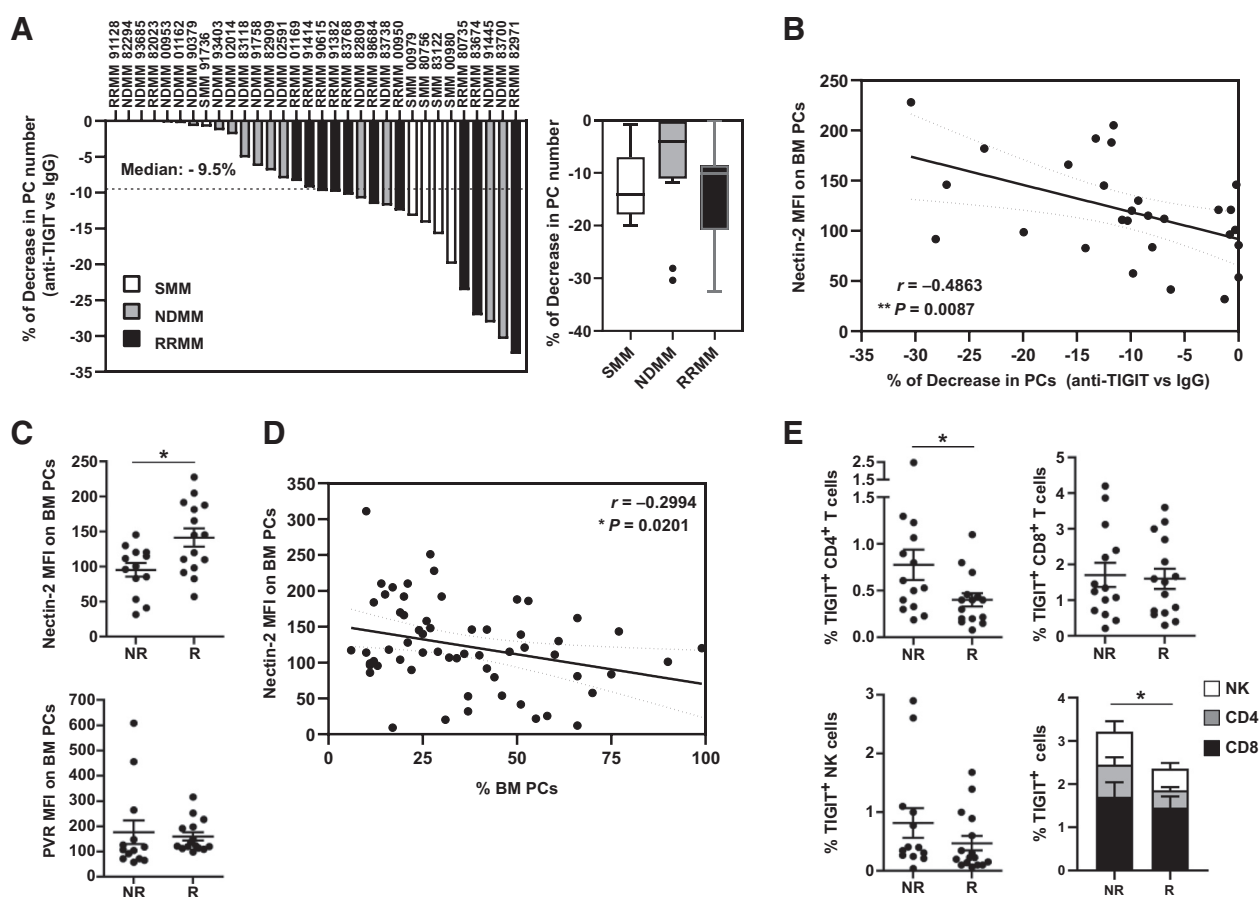 A
RRMM 91128
NDMM 82294
NDMM 93685
RRMM 82023
NDMM 00953
NDMM 01162
NDMM 90379
SMM 91736
NDMM 93403
NDMM 02014
NDMM 83118
NDMM 91758
NDMM 82909
NDMM 02591
RRMM 01169
RRMM 91414
RRMM 90615
RRMM 91382
RRMM 83768
NDMM 82809
RRMM 98684
NDMM 83738
RRMM 00950
SMM 00979
SMM 80756
SMM 83122
SMM 00980
RRMM 80735
RRMM 83674
NDMM 91445
NDMM 83700
RRMM 82971
% of Decrease in PC number
(anti-TIGIT vs IgG)
0
-5
-10
-15
-20
-25
-30
-35
Median: - 9.5%
SMM
NDMM
RRMM
% of Decrease in PC number
0
-10
-20
-30
-40
SMM
NDMM
RRMM
B
Nectin-2 MFI on BM PCs
250
200
150
100
50
0
r = –0.4863
** P = 0.0087
-35
-30
-25
-20
-15
-10
-5
0
% of Decrease in PCs (anti-TIGIT vs IgG)
C
Nectin-2 MFI on BM PCs
250
200
150
100
50
0
*
NR
R
PVR MFI on BM PCs
700
600
500
400
300
200
100
0
NR
R
D
Nectin-2 MFI on BM PCs
350
300
250
200
150
100
50
0
r = –0.2994
* P = 0.0201
0
25
50
75
100
% BM PCs
E
% TIGIT⁺ CD4⁺ T cells
2.5
1.5
1.5
1.0
0.5
0.0
*
NR
R
% TIGIT⁺ CD8⁺ T cells
5
4
3
2
1
0
NR
R
% TIGIT⁺ NK cells
3
2
1
0
NR
R
% TIGIT⁺ cells
4
3
2
1
0
*
NR
R
NK
CD4
CD8